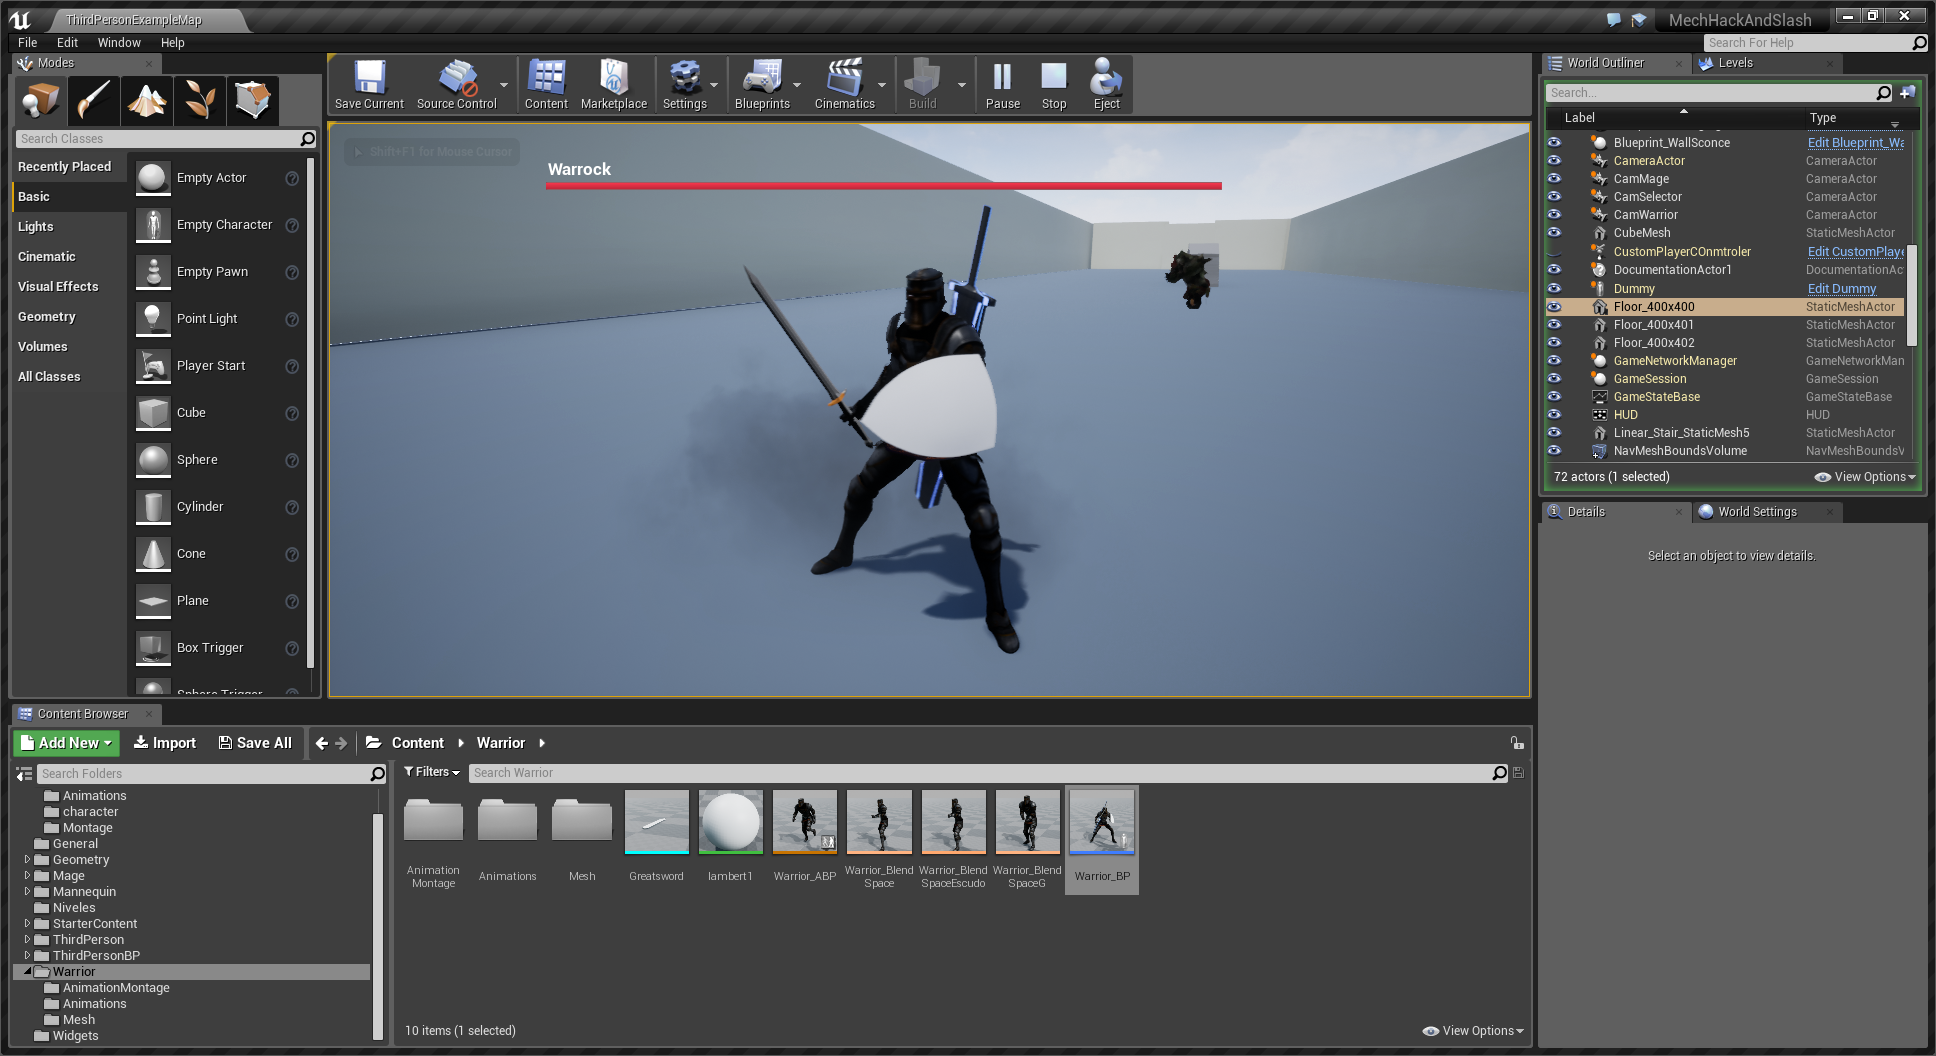 ThirdPersonExampleMap
MechHackAndSlash
File Edit Window Help
Search For Help
Modes
Search Classes
Recently Placed
Basic
Lights
Cinematic
Visual Effects
Geometry
Volumes
All Classes
Empty Actor
Empty Character
Empty Pawn
Point Light
Player Start
Cube
Sphere
Cylinder
Cone
Plane
Box Trigger
Sphere Trigger
Save Current
Source Control
Content
Marketplace
Settings
Blueprints
Cinematics
Build
Pause
Stop
Eject
Shift+F1 for Mouse Cursor
Warrock
World Outliner
Levels
Search...
Label Type
Blueprint_WallSconce Edit Blueprint_Wa
CameraActor CameraActor
CamMage CameraActor
CamSelector CameraActor
CamWarrior CameraActor
CubeMesh StaticMeshActor
CustomPlayerCOnmtroler Edit CustomPlaye
DocumentationActor1 DocumentationAc
Dummy Edit Dummy
Floor_400x400 StaticMeshActor
Floor_400x401 StaticMeshActor
Floor_400x402 StaticMeshActor
GameNetworkManager GameNetworkMan
GameSession GameSession
GameStateBase GameStateBase
HUD HUD
Linear_Stair_StaticMesh5 StaticMeshActor
NavMeshBoundsVolume NavMeshBoundsV
72 actors (1 selected)
View Options
Details
World Settings
Select an object to view details.
Content Browser
Add New
Import
Save All
Content
Warrior
Search Folders
Animations
character
Montage
General
Geometry
Mage
Mannequin
Niveles
StarterContent
ThirdPerson
ThirdPersonBP
Warrior
AnimationMontage
Animations
Mesh
Widgets
Filters
Search Warrior
Animation
Montage
Animations
Mesh
Greatsword
lambert1
Warrior_ABP
Warrior_Blend
Space
Warrior_Blend
SpaceEscudo
Warrior_Blend
SpaceG
Warrior_BP
10 items (1 selected)
View Options